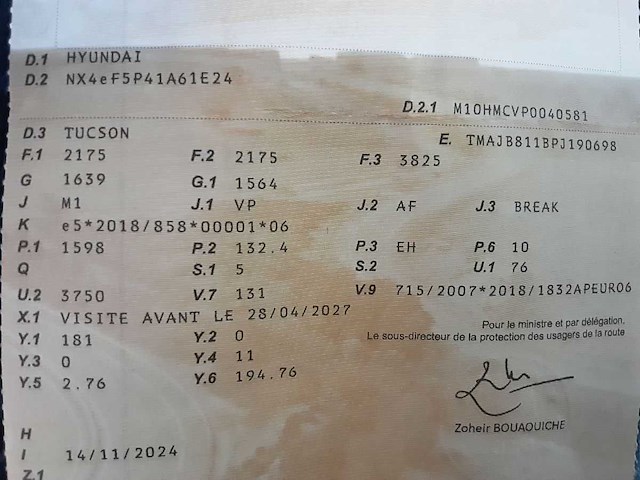 D.1 HYUNDAI
D.2 NX4eF5P41A61E24
D.2.1 M10HMCVP0040581
D.3 TUCSON
E. TMAJB811BPJ190698
F.1 2175 F.2 2175 F.3 3825
G 1639 G.1 1564
J M1 J.1 VP J.2 AF J.3 BREAK
K e5*2018/858*00001*06
P.1 1598 P.2 132.4 P.3 EH P.6 10
Q S.1 5 S.2 U.1 76
U.2 3750 V.7 131 V.9 715/2007*2018/1832APEURO6
X.1 VISITE AVANT LE 28/04/2027
Y.1 181 Y.2 0
Y.3 0 Y.4 11
Y.5 2.76 Y.6 194.76
Pour le ministre et par délégation,
Le sous-directeur de la protection des usagers de la route
Zoheir BOUAOUICHE
H
I 14/11/2024
Z.1